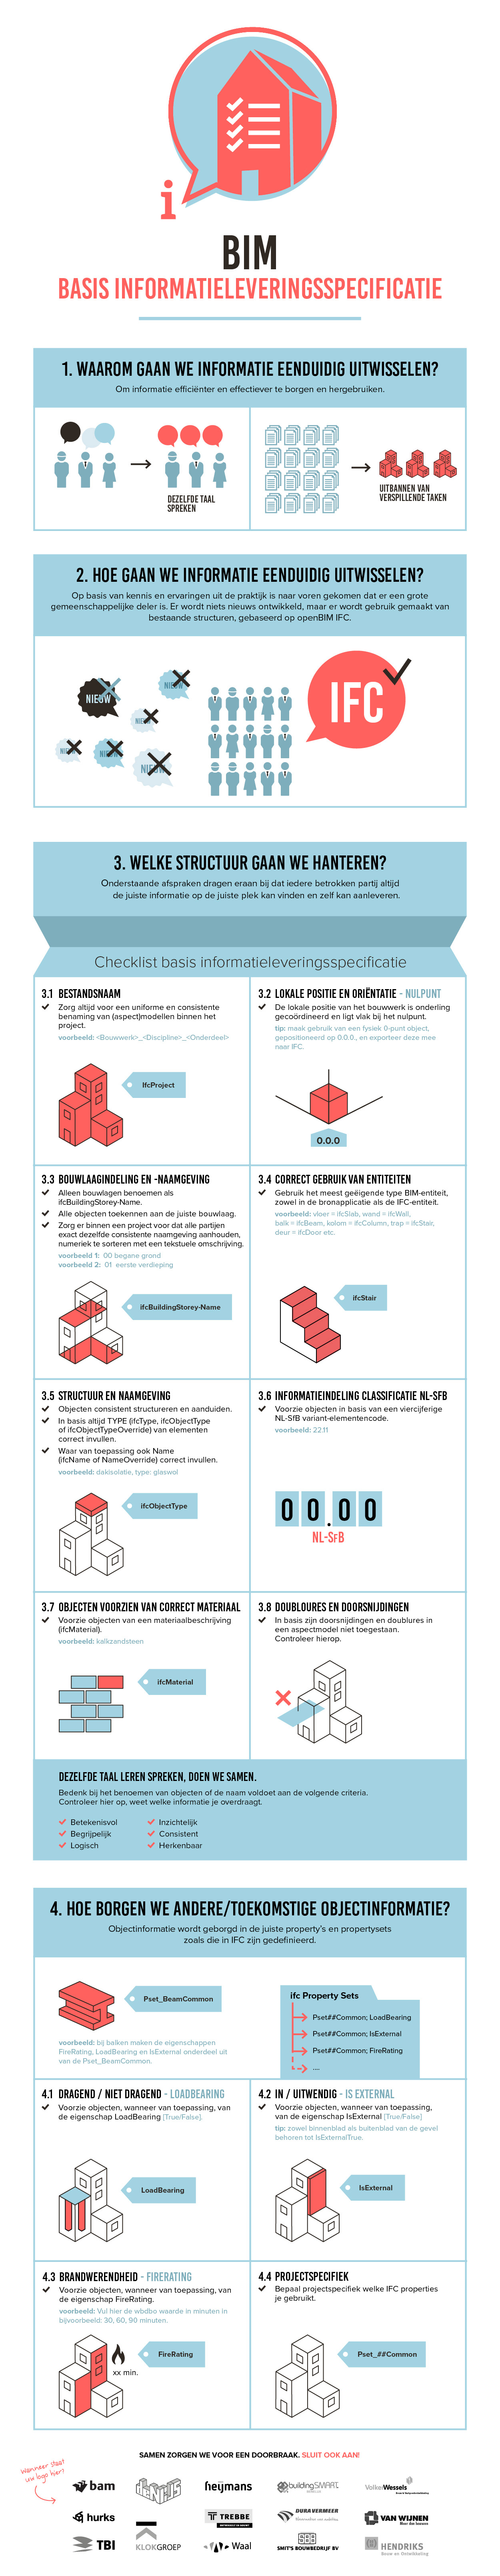 BIM
BASIS INFORMATIELEVERINGSSPECIFICATIE
1. WAAROM GAAN WE INFORMATIE EENDUIDIG UITWISSELEN?
Om informatie efficiënter en effectiever te borgen en hergebruiken.
DEZELFDE TAAL
SPREKEN
UITBANNEN VAN
VERSPILLENDE TAKEN
2. HOE GAAN WE INFORMATIE EENDUIDIG UITWISSELEN?
Op basis van kennis en ervaringen uit de praktijk is naar voren gekomen dat er een grote
gemeenschappelijke deler is. Er wordt niets nieuws ontwikkeld, maar er wordt gebruik gemaakt van
bestaande structuren, gebaseerd op openBIM IFC.
NIEUW
NIEUW
NIEUW
NIEUW
NIEUW
NIEUW
IFC
3. WELKE STRUCTUUR GAAN WE HANTEREN?
Onderstaande afspraken dragen eraan bij dat iedere betrokken partij altijd
de juiste informatie op de juiste plek kan vinden en zelf kan aanleveren.
Checklist basis informatieleveringsspecificatie
3.1 BESTANDSNAAM
Zorg altijd voor een uniforme en consistente
benaming van (aspect)modellen binnen het
project.
voorbeeld: <Bouwwerk>_<Discipline>_<Onderdeel>
IfcProject
3.2 LOKALE POSITIE EN ORIËNTATIE - NULPUNT
De lokale positie van het bouwwerk is onderling
gecoördineerd en ligt vlak bij het nulpunt.
tip: maak gebruik van een fysiek 0-punt object,
gepositioneerd op 0.0.0., en exporteer deze mee
naar IFC.
0.0.0
3.3 BOUWLAAGINDELING EN -NAAMGEVING
Alleen bouwlagen benoemen als
ifcBuildingStorey-Name.
Alle objecten toekennen aan de juiste bouwlaag.
Zorg er binnen een project voor dat alle partijen
exact dezelfde consistente naamgeving aanhouden,
numeriek te sorteren met een tekstuele omschrijving.
voorbeeld 1: 00 begane grond
voorbeeld 2: 01 eerste verdieping
ifcBuildingStorey-Name
3.4 CORRECT GEBRUIK VAN ENTITEITEN
Gebruik het meest geëigende type BIM-entiteit,
zowel in de bronapplicatie als de IFC-entiteit.
voorbeeld: vloer = ifcSlab, wand = ifcWall,
balk = ifcBeam, kolom = ifcColumn, trap = ifcStair,
deur = ifcDoor etc.
ifcStair
3.5 STRUCTUUR EN NAAMGEVING
Objecten consistent structureren en aanduiden.
In basis altijd TYPE (ifcType, ifcObjectType
of ifcObjectTypeOverride) van elementen
correct invullen.
Waar van toepassing ook Name
(ifcName of NameOverride) correct invullen.
voorbeeld: dakisolatie, type: glaswol
ifcObjectType
3.6 INFORMATIEINDELING CLASSIFICATIE NL-SFB
Voorzie objecten in basis van een viercijferige
NL-SfB variant-elementencode.
voorbeeld: 22.11
00.00
NL-SfB
3.7 OBJECTEN VOORZIEN VAN CORRECT MATERIAAL
Voorzie objecten van een materiaalbeschrijving
(ifcMaterial).
voorbeeld: kalkzandsteen
ifcMaterial
3.8 DOUBLOURES EN DOORSNIJDINGEN
In basis zijn doorsnijdingen en doublures in
een aspectmodel niet toegestaan.
Controleer hierop.
DEZELFDE TAAL LEREN SPREKEN, DOEN WE SAMEN.
Bedenk bij het benoemen van objecten of de naam voldoet aan de volgende criteria.
Controleer hier op, weet welke informatie je overdraagt.
Betekenisvol
Begrijpelijk
Logisch
Inzichtelijk
Consistent
Herkenbaar
4. HOE BORGEN WE ANDERE/TOEKOMSTIGE OBJECTINFORMATIE?
Objectinformatie wordt geborgd in de juiste property's en propertysets
zoals die in IFC zijn gedefinieerd.
Pset_BeamCommon
voorbeeld: bij balken maken de eigenschappen
FireRating, LoadBearing en IsExternal onderdeel uit
van de Pset_BeamCommon.
ifc Property Sets
Pset##Common; LoadBearing
Pset##Common; IsExternal
Pset##Common; FireRating
....
4.1 DRAGEND / NIET DRAGEND - LOADBEARING
Voorzie objecten, wanneer van toepassing, van
de eigenschap LoadBearing [True/False].
LoadBearing
4.2 IN / UITWENDIG - IS EXTERNAL
Voorzie objecten, wanneer van toepassing,
van de eigenschap IsExternal [True/False]
tip: zowel binnenblad als buitenblad van de gevel
behoren tot IsExternalTrue.
IsExternal
4.3 BRANDWERENDHEID - FIRERATING
Voorzie objecten, wanneer van toepassing, van
de eigenschap FireRating.
voorbeeld: Vul hier de wbdbo waarde in minuten in
bijvoorbeeld: 30, 60, 90 minuten.
FireRating
xx min.
4.4 PROJECTSPECIFIEK
Bepaal projectspecifiek welke IFC properties
je gebruikt.
Pset_##Common
SAMEN ZORGEN WE VOOR EEN DOORBRAAK. SLUIT OOK AAN!
Wanneer staat
uw logo hier?
bam
heijmans
buildingSMART
VolkerWessels
hurks
KLOKGROEP
TREBBE
DURA VERMEER
VAN WIJNEN
TBI
Waal
SMIT'S BOUWBEDRIJF BV
HENDRIKS
Bouw en Ontwikkeling